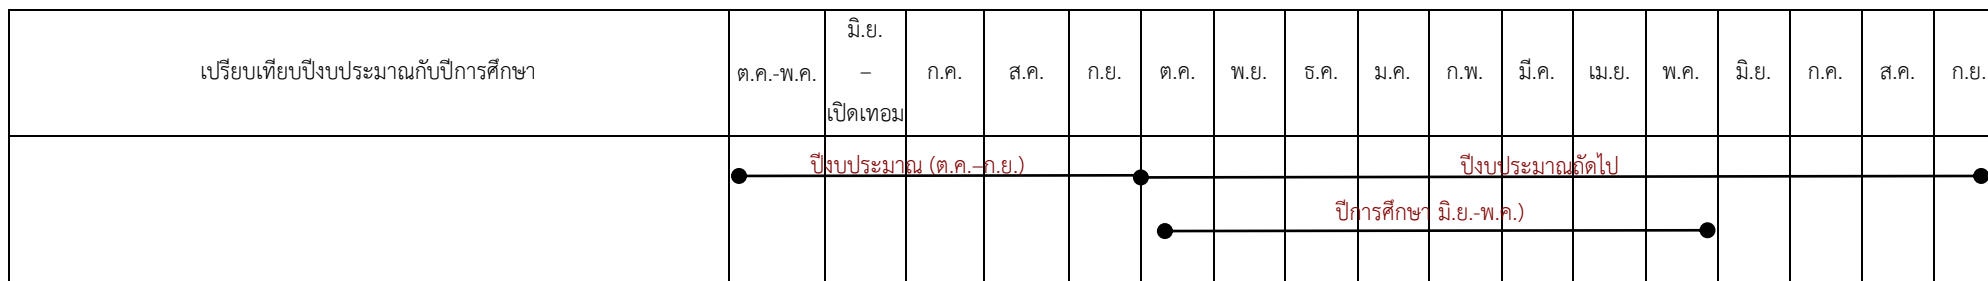 เปรียบเทียบปีงบประมาณกับปีการศึกษา
ต.ค.-พ.ค.
มิ.ย.
–
เปิดเทอม
ก.ค.
ส.ค.
ก.ย.
ต.ค.
พ.ย.
ธ.ค.
ม.ค.
ก.พ.
มี.ค.
เม.ย.
พ.ค.
มิ.ย.
ก.ค.
ส.ค.
ก.ย.
ปีงบประมาณ (ต.ค.–ก.ย.)
ปีงบประมาณถัดไป
ปีการศึกษา มิ.ย.-พ.ค.)